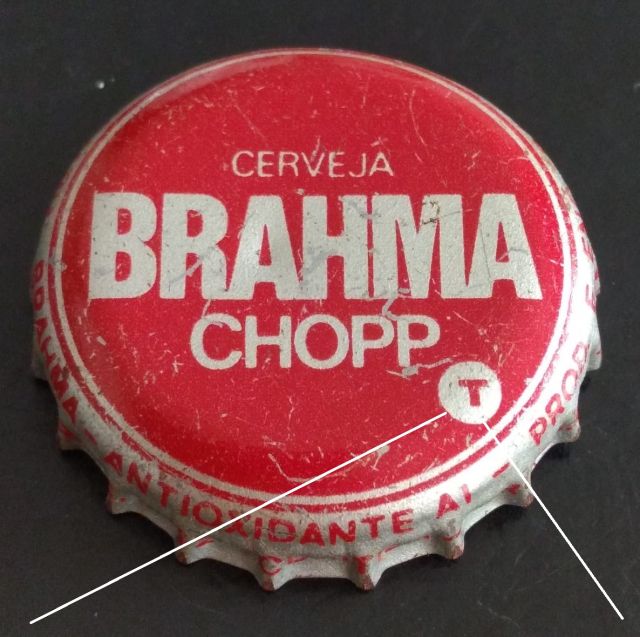 CERVEJA
BRAHMA
CHOPP
T
BRAHMA - ANTIOXIDANTE AI - PROD.